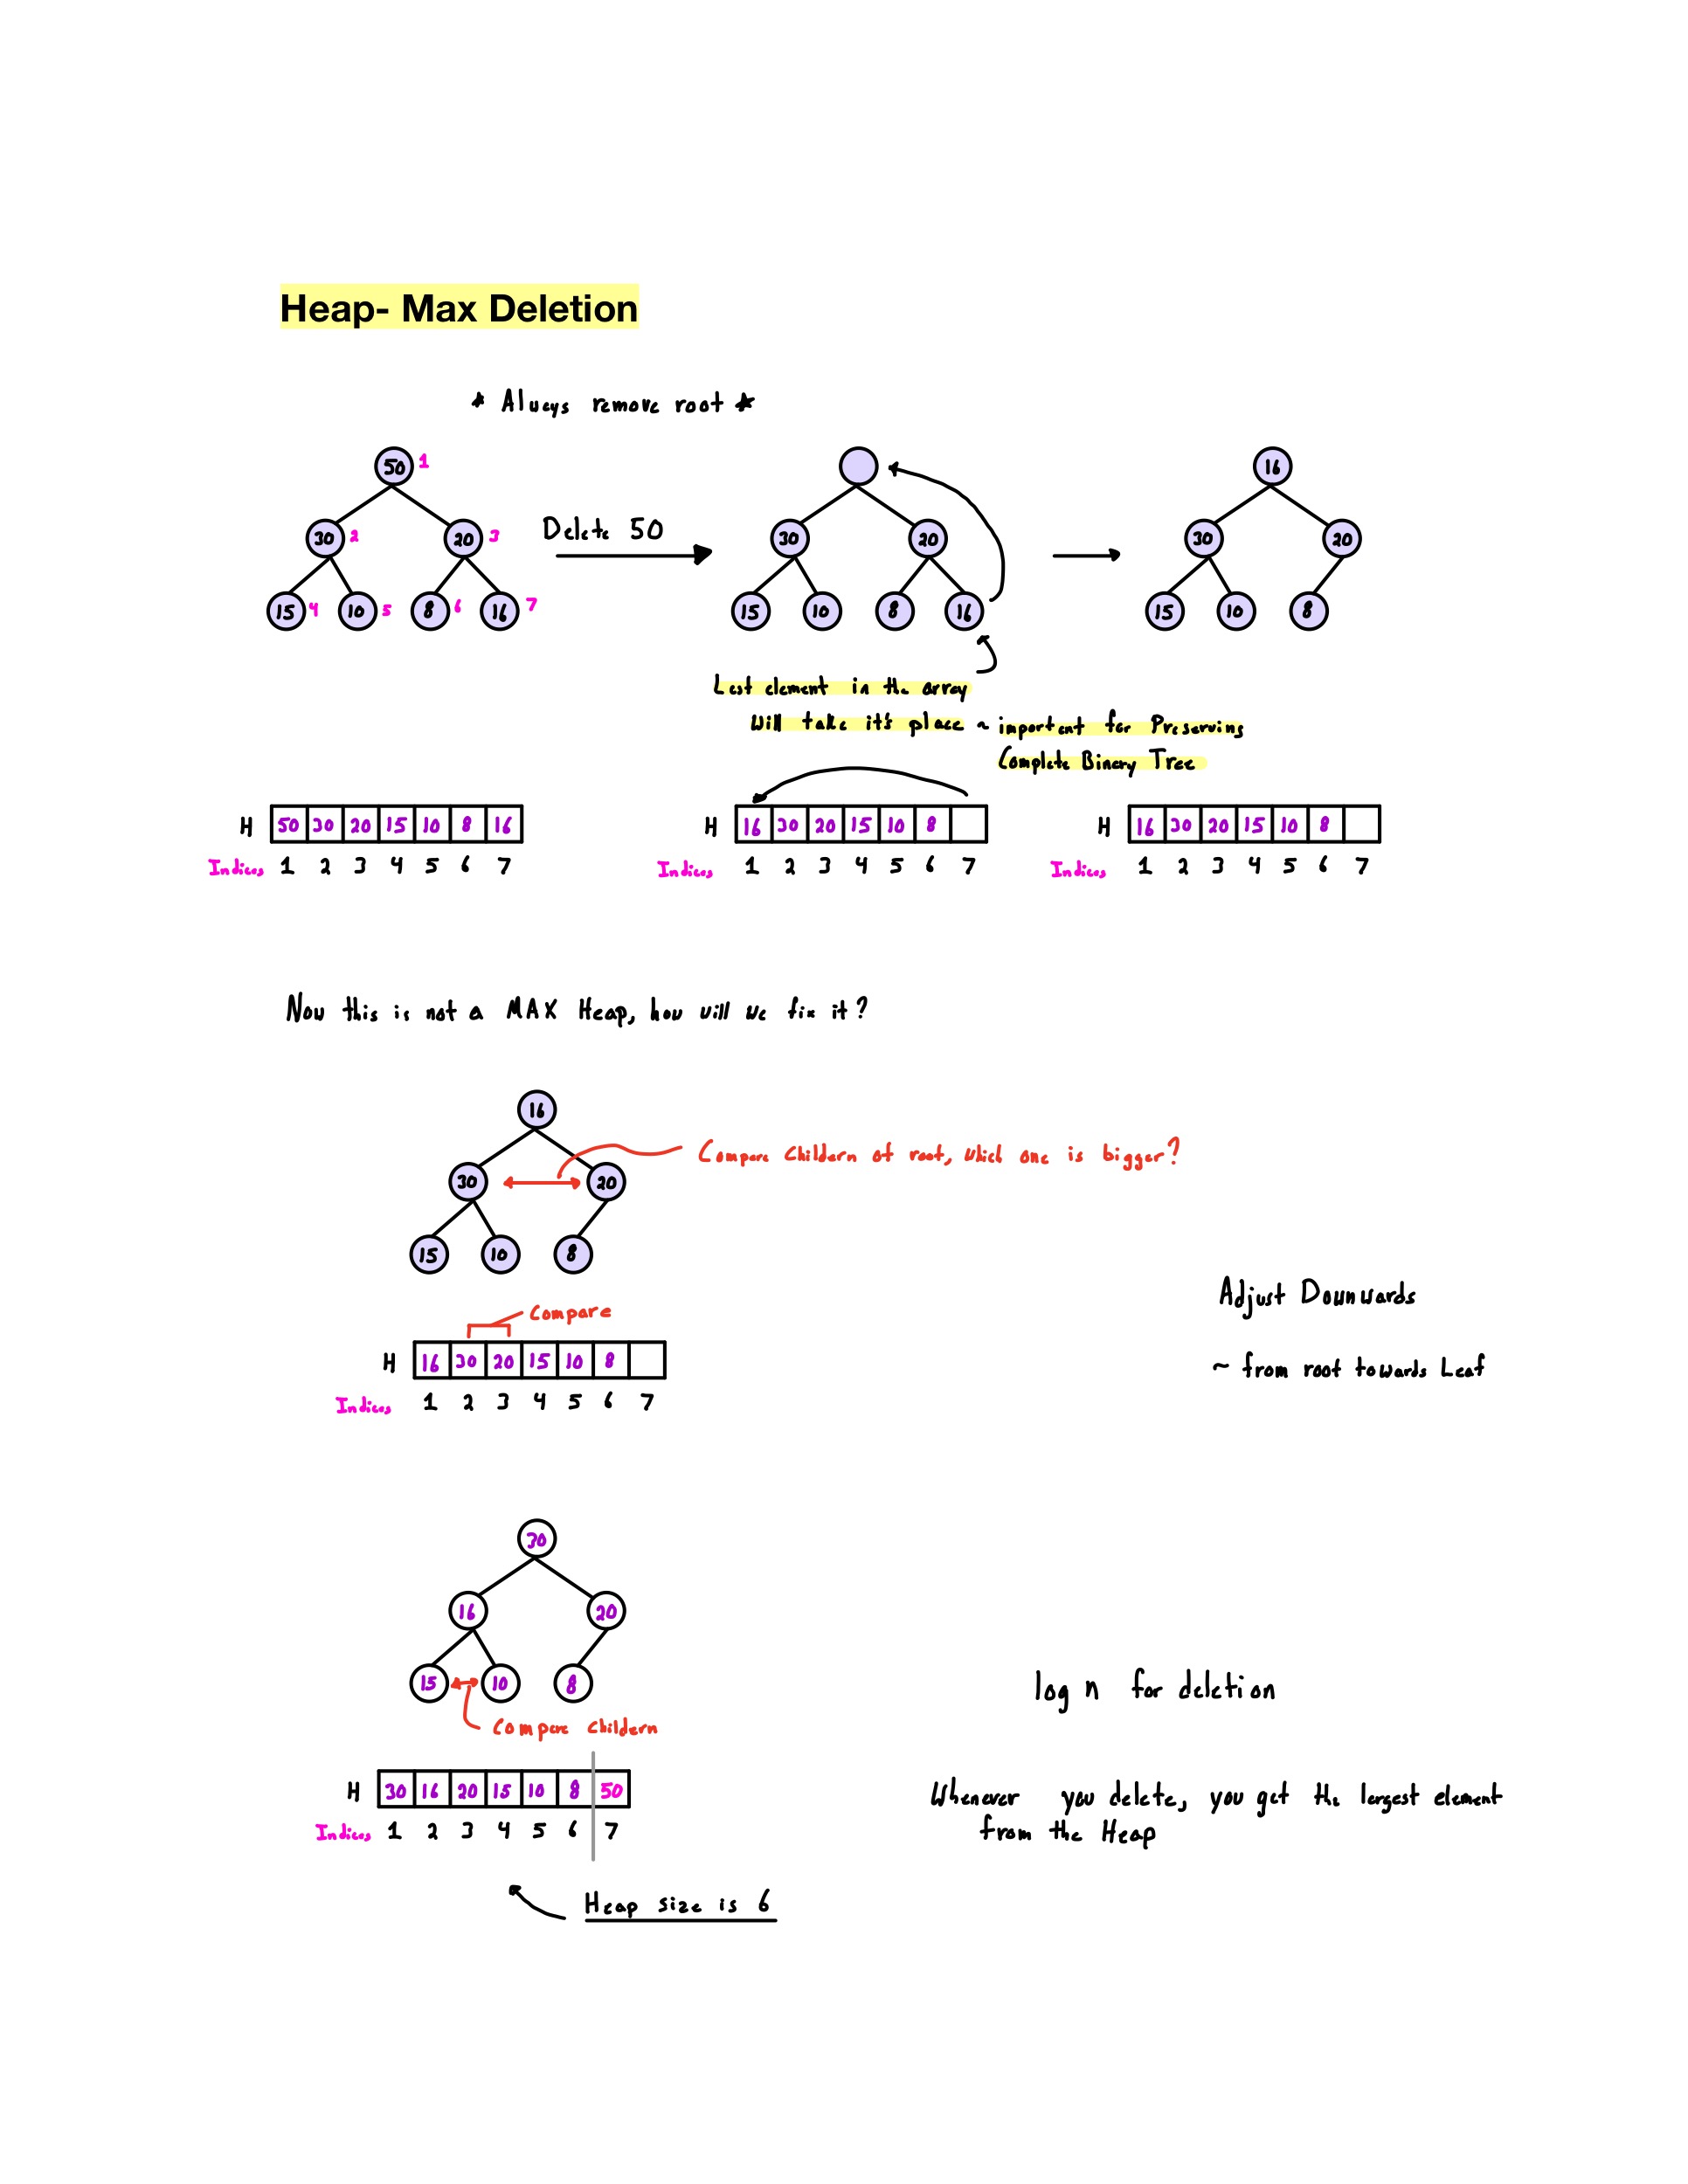 Heap- Max Deletion
* Always remove root *
50 1
30 2 20 3
15 4 10 5 8 6 16 7
Delete 50
30 20
15 10 8 16
16
30 20
15 10 8
Last element in the array
Will take it's place ~ important for Preserving
Complete Binary Tree
H 50 30 20 15 10 8 16
Indices 1 2 3 4 5 6 7
H 16 30 20 15 10 8
Indices 1 2 3 4 5 6 7
H 16 30 20 15 10 8
Indices 1 2 3 4 5 6 7
Now this is not a MAX Heap, how will we fix it?
16
30 20
15 10 8
Compare Childern of root, which one is bigger?
Compare
H 16 30 20 15 10 8
Indices 1 2 3 4 5 6 7
Adjust Downwards
~ from root towards Leaf
30
16 20
15 10 8
Compare Childern
H 30 16 20 15 10 8 50
Indices 1 2 3 4 5 6 7
Heap size is 6
log n for deletion
Whenever you delete, you get the largest element
from the Heap